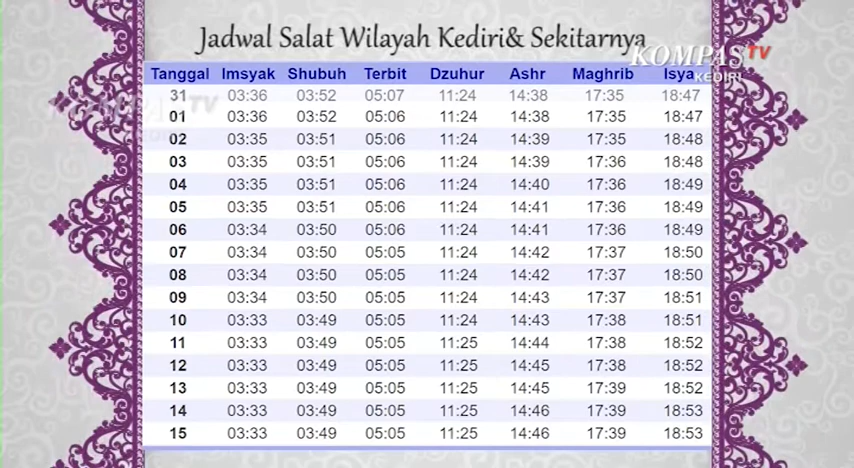 Jadwal Salat Wilayah Kediri& Sekitarnya
KOMPAS TV
KEDIRI
Tanggal Imsyak Shubuh Terbit Dzuhur Ashr Maghrib Isya
KOMPAS TV
KEDIRI
31 03:36 03:52 05:07 11:24 14:38 17:35 18:47
01 03:36 03:52 05:06 11:24 14:38 17:35 18:47
02 03:35 03:51 05:06 11:24 14:39 17:35 18:48
03 03:35 03:51 05:06 11:24 14:39 17:36 18:48
04 03:35 03:51 05:06 11:24 14:40 17:36 18:49
05 03:35 03:51 05:06 11:24 14:41 17:36 18:49
06 03:34 03:50 05:06 11:24 14:41 17:36 18:49
07 03:34 03:50 05:05 11:24 14:42 17:37 18:50
08 03:34 03:50 05:05 11:24 14:42 17:37 18:50
09 03:34 03:50 05:05 11:24 14:43 17:37 18:51
10 03:33 03:49 05:05 11:24 14:43 17:38 18:51
11 03:33 03:49 05:05 11:25 14:44 17:38 18:52
12 03:33 03:49 05:05 11:25 14:45 17:38 18:52
13 03:33 03:49 05:05 11:25 14:45 17:39 18:52
14 03:33 03:49 05:05 11:25 14:46 17:39 18:53
15 03:33 03:49 05:05 11:25 14:46 17:39 18:53